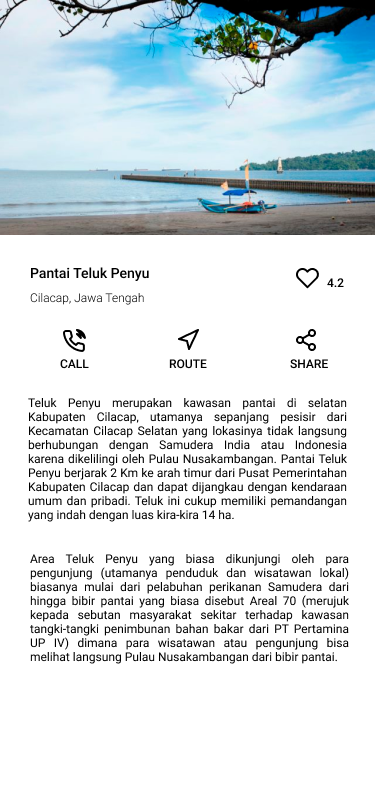 Pantai Teluk Penyu
4.2
Cilacap, Jawa Tengah
CALL
ROUTE
SHARE
Teluk Penyu merupakan kawasan pantai di selatan
Kabupaten Cilacap, utamanya sepanjang pesisir dari
Kecamatan Cilacap Selatan yang lokasinya tidak langsung
berhubungan dengan Samudera India atau Indonesia
karena dikelilingi oleh Pulau Nusakambangan. Pantai Teluk
Penyu berjarak 2 Km ke arah timur dari Pusat Pemerintahan
Kabupaten Cilacap dan dapat dijangkau dengan kendaraan
umum dan pribadi. Teluk ini cukup memiliki pemandangan
yang indah dengan luas kira-kira 14 ha.
Area Teluk Penyu yang biasa dikunjungi oleh para
pengunjung (utamanya penduduk dan wisatawan lokal)
biasanya mulai dari pelabuhan perikanan Samudera dari
hingga bibir pantai yang biasa disebut Areal 70 (merujuk
kepada sebutan masyarakat sekitar terhadap kawasan
tangki-tangki penimbunan bahan bakar dari PT Pertamina
UP IV) dimana para wisatawan atau pengunjung bisa
melihat langsung Pulau Nusakambangan dari bibir pantai.